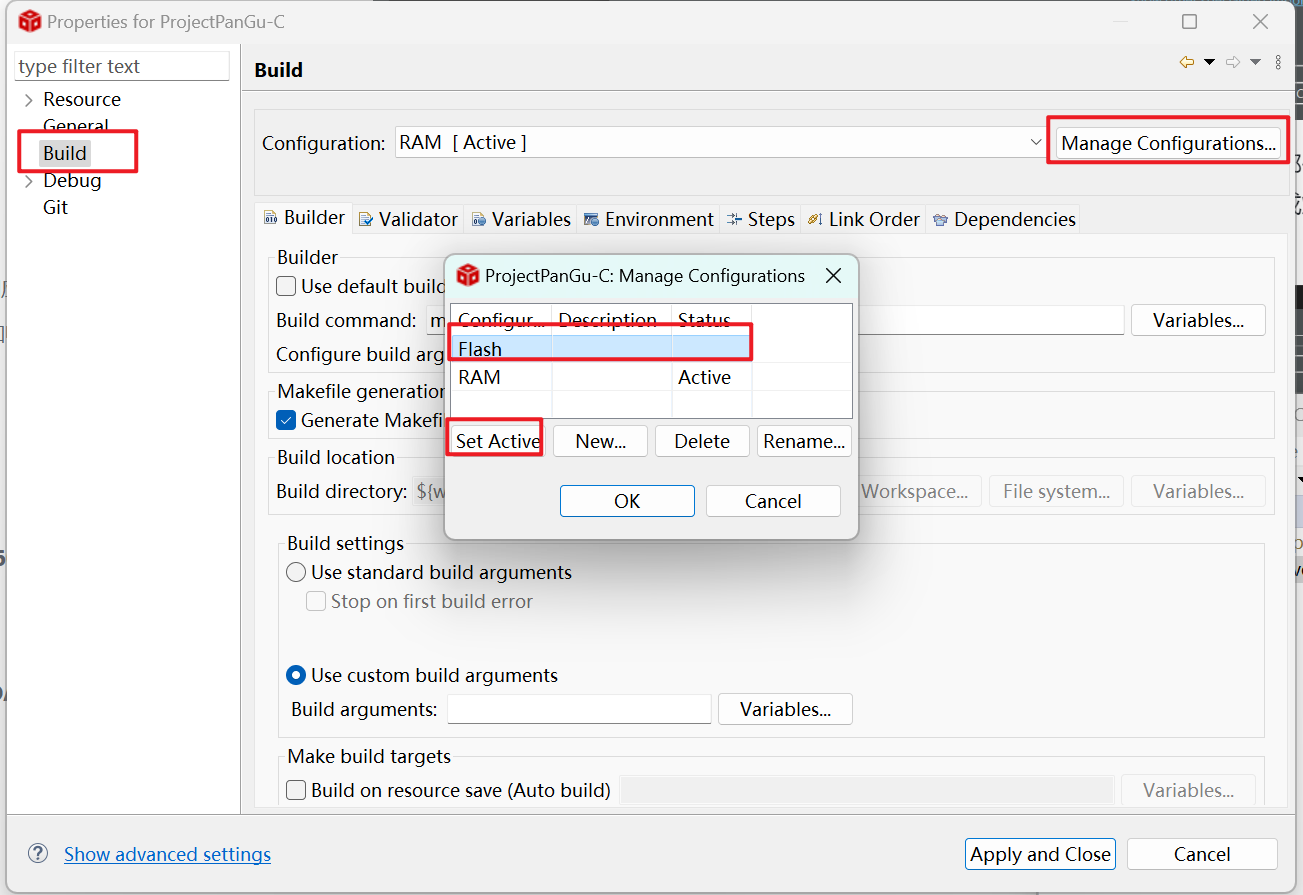 Properties for ProjectPanGu-C
type filter text
Resource
General
Build
Debug
Git
Build
Configuration: RAM [ Active ] Manage Configurations...
Builder Validator Variables Environment Steps Link Order Dependencies
Builder
Use default build
Build command: m Variables...
Configure build arg
Makefile generation
Generate Makefi
Build location
Build directory: ${w Workspace... File system... Variables...
ProjectPanGu-C: Manage Configurations
Configur... Description Status
Flash
RAM Active
Set Active New... Delete Rename...
OK Cancel
Build settings
Use standard build arguments
Stop on first build error
Use custom build arguments
Build arguments: Variables...
Make build targets
Build on resource save (Auto build) Variables...
Show advanced settings Apply and Close Cancel